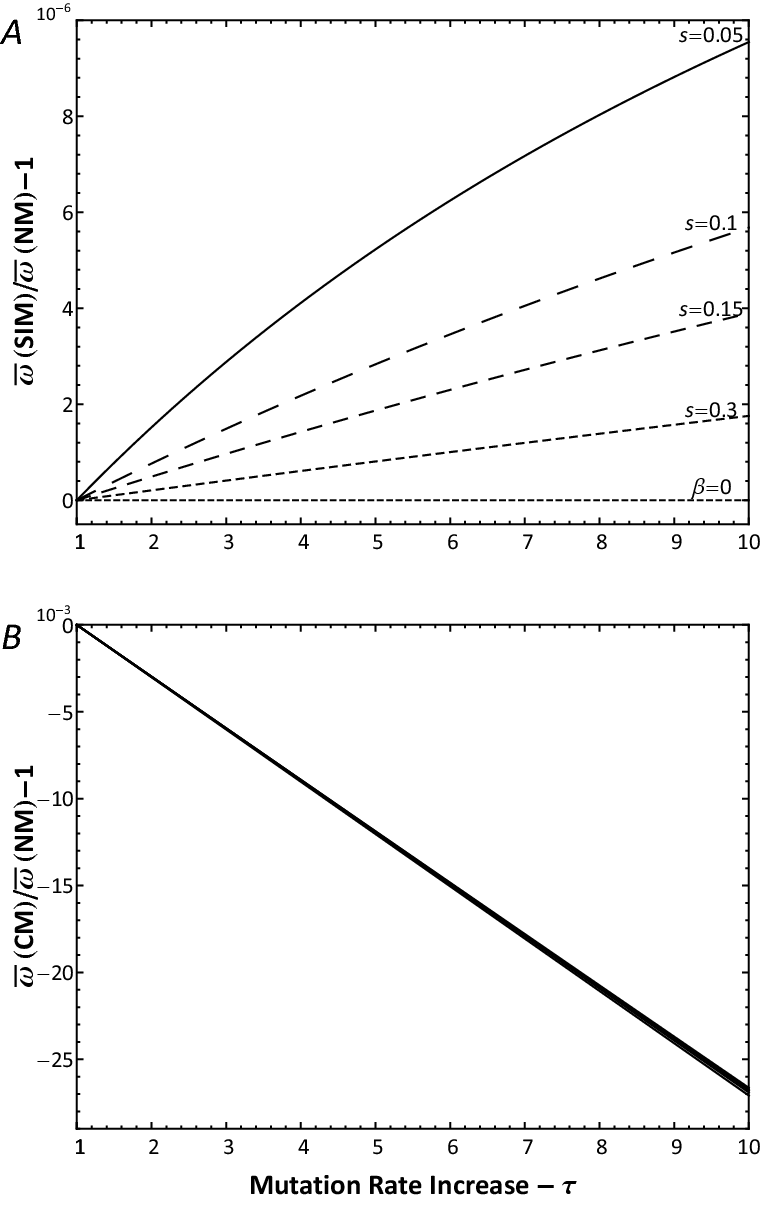 A
10⁻⁶
s=0.05
8
6
s=0.1
4
s=0.15
2
s=0.3
β=0
0
ω̅ (SIM)/ω̅ (NM)−1
1 2 3 4 5 6 7 8 9 10
B
10⁻³
0
−5
−10
−15
−20
−25
ω̅ (CM)/ω̅ (NM)−1
1 2 3 4 5 6 7 8 9 10
Mutation Rate Increase − τ